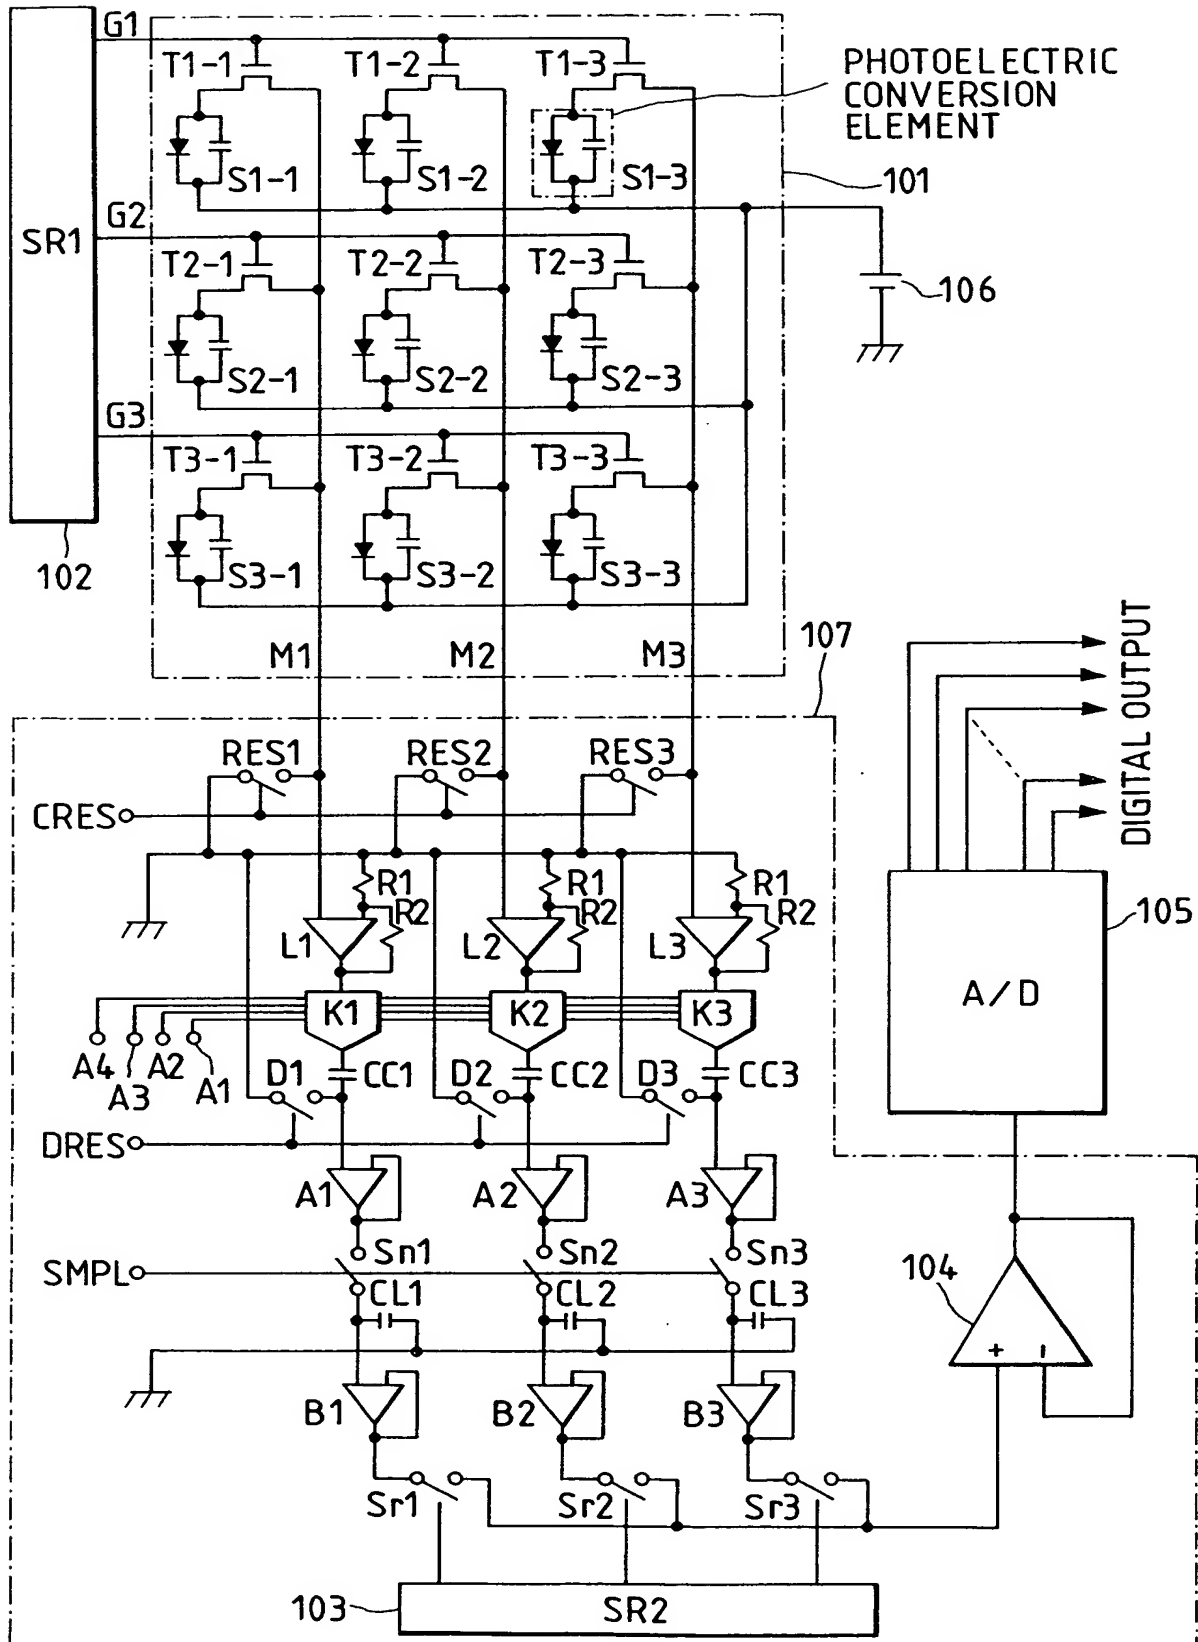 G1
T1-1
T1-2
T1-3
PHOTOELECTRIC
CONVERSION
ELEMENT
S1-1
S1-2
S1-3
101
G2
SR1
T2-1
T2-2
T2-3
106
S2-1
S2-2
S2-3
G3
T3-1
T3-2
T3-3
102
S3-1
S3-2
S3-3
107
M1
M2
M3
DIGITAL OUTPUT
RES1
RES2
RES3
CRES
R1
R1
R1
R2
R2
R2
L1
L2
L3
105
A/D
K1
K2
K3
A4
A3
A2
A1
D1
CC1
D2
CC2
D3
CC3
DRES
A1
A2
A3
Sn1
Sn2
Sn3
SMPL
CL1
CL2
CL3
104
+
-
B1
B2
B3
Sr1
Sr2
Sr3
103
SR2